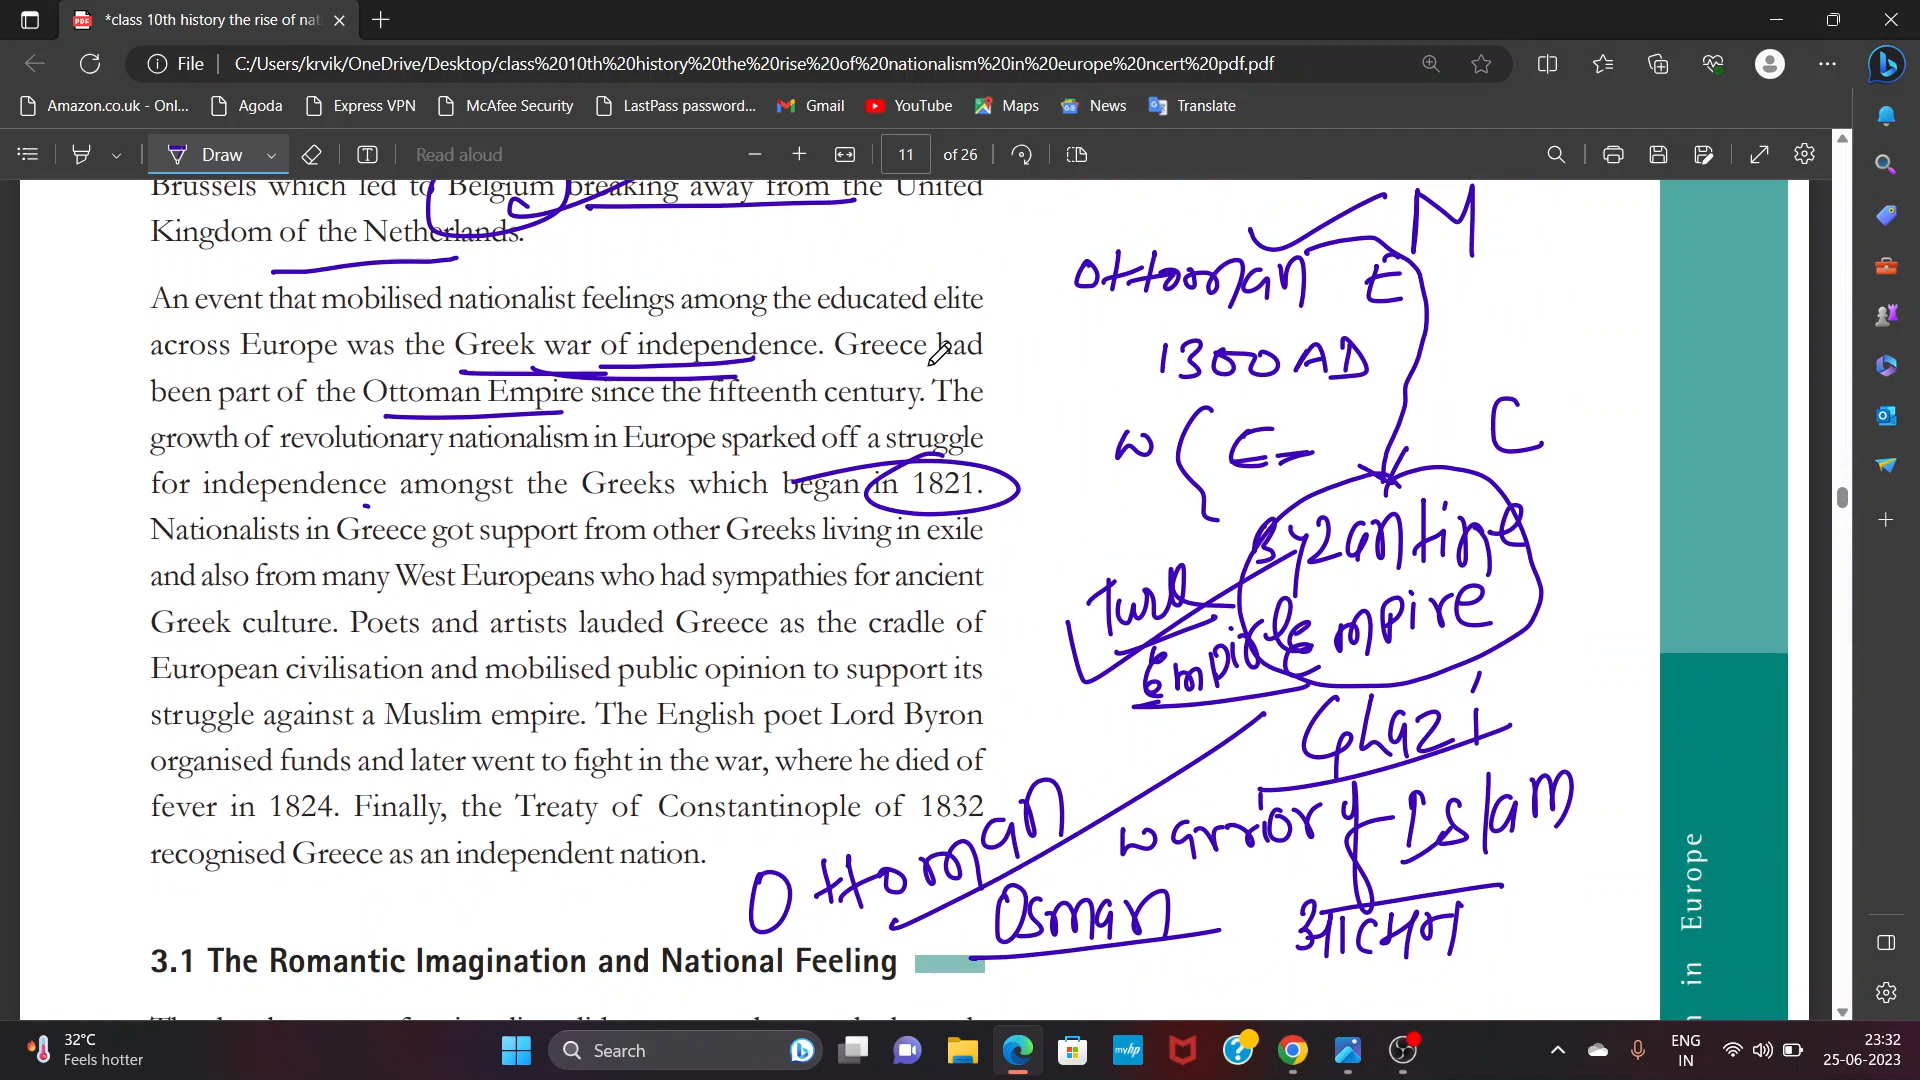 *class 10th history the rise of nat
File
C:/Users/krvik/OneDrive/Desktop/class%2010th%20history%20the%20rise%20of%20nationalism%20in%20europe%20ncert%20pdf.pdf
Amazon.co.uk - Onl...
Agoda
Express VPN
McAfee Security
LastPass password...
Gmail
YouTube
Maps
News
Translate
Draw
Read aloud
11 of 26
Brussels which led to Belgium breaking away from the United
Kingdom of the Netherlands.
An event that mobilised nationalist feelings among the educated elite
across Europe was the Greek war of independence. Greece had
been part of the Ottoman Empire since the fifteenth century. The
growth of revolutionary nationalism in Europe sparked off a struggle
for independence amongst the Greeks which began in 1821.
Nationalists in Greece got support from other Greeks living in exile
and also from many West Europeans who had sympathies for ancient
Greek culture. Poets and artists lauded Greece as the cradle of
European civilisation and mobilised public opinion to support its
struggle against a Muslim empire. The English poet Lord Byron
organised funds and later went to fight in the war, where he died of
fever in 1824. Finally, the Treaty of Constantinople of 1832
recognised Greece as an independent nation.
3.1 The Romantic Imagination and National Feeling
M
Ottoman E
1300 AD
W
E
C
Byzantine
Empire
Turk
Empire
Ghazi
warrior of Islam
Ottoman
Osman
in Europe
32°C
Feels hotter
Search
ENG
IN
23:32
25-06-2023